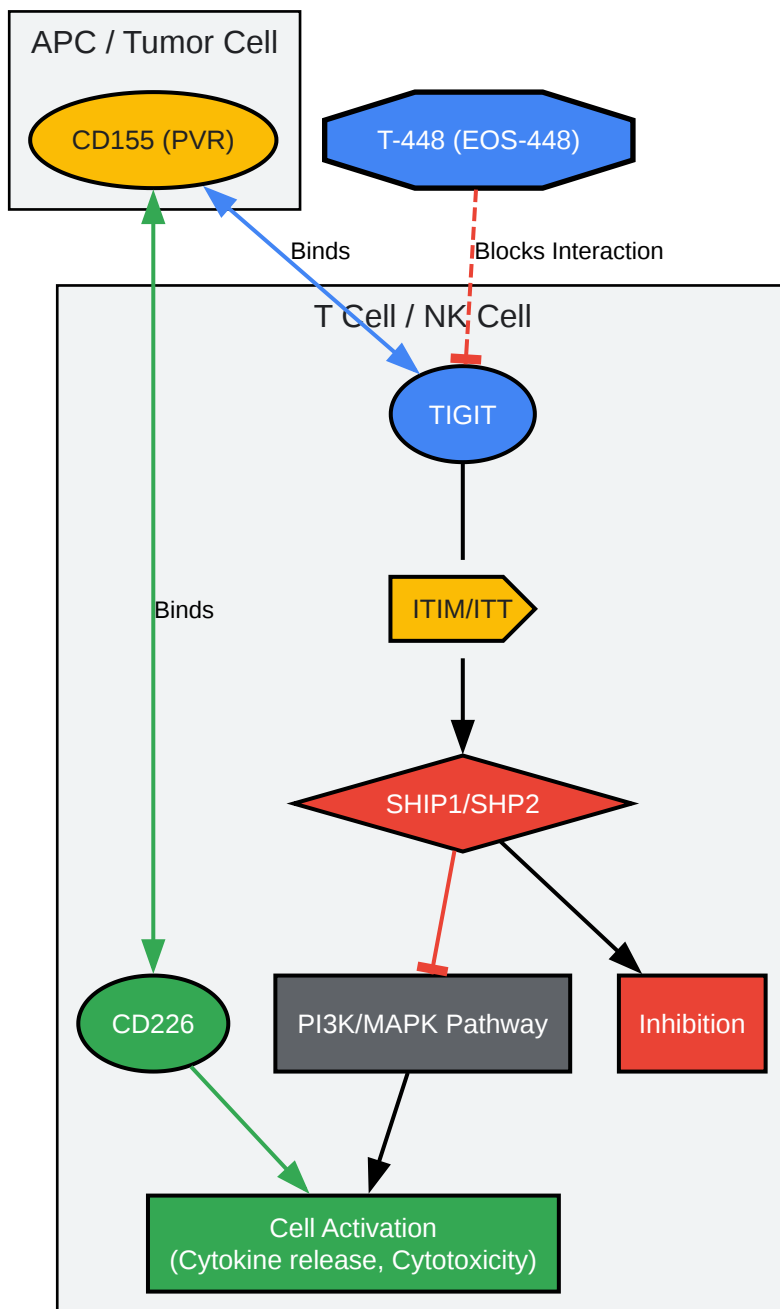 APC / Tumor Cell
CD155 (PVR)
T-448 (EOS-448)
Binds
Blocks Interaction
T Cell / NK Cell
TIGIT
ITIM/ITT
Binds
SHIP1/SHP2
CD226
PI3K/MAPK Pathway
Inhibition
Cell Activation
(Cytokine release, Cytotoxicity)